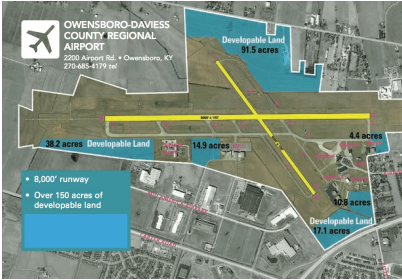 OWENSBORO-DAVIESS
COUNTY REGIONAL
AIRPORT
2200 Airport Rd. • Owensboro, KY
270-685-4179 tel
Developable Land
91.5 acres
4.4 acres
38.2 acres
Developable Land
14.9 acres
10.8 acres
Developable Land
17.1 acres
• 8,000' runway
• Over 150 acres of
developable land